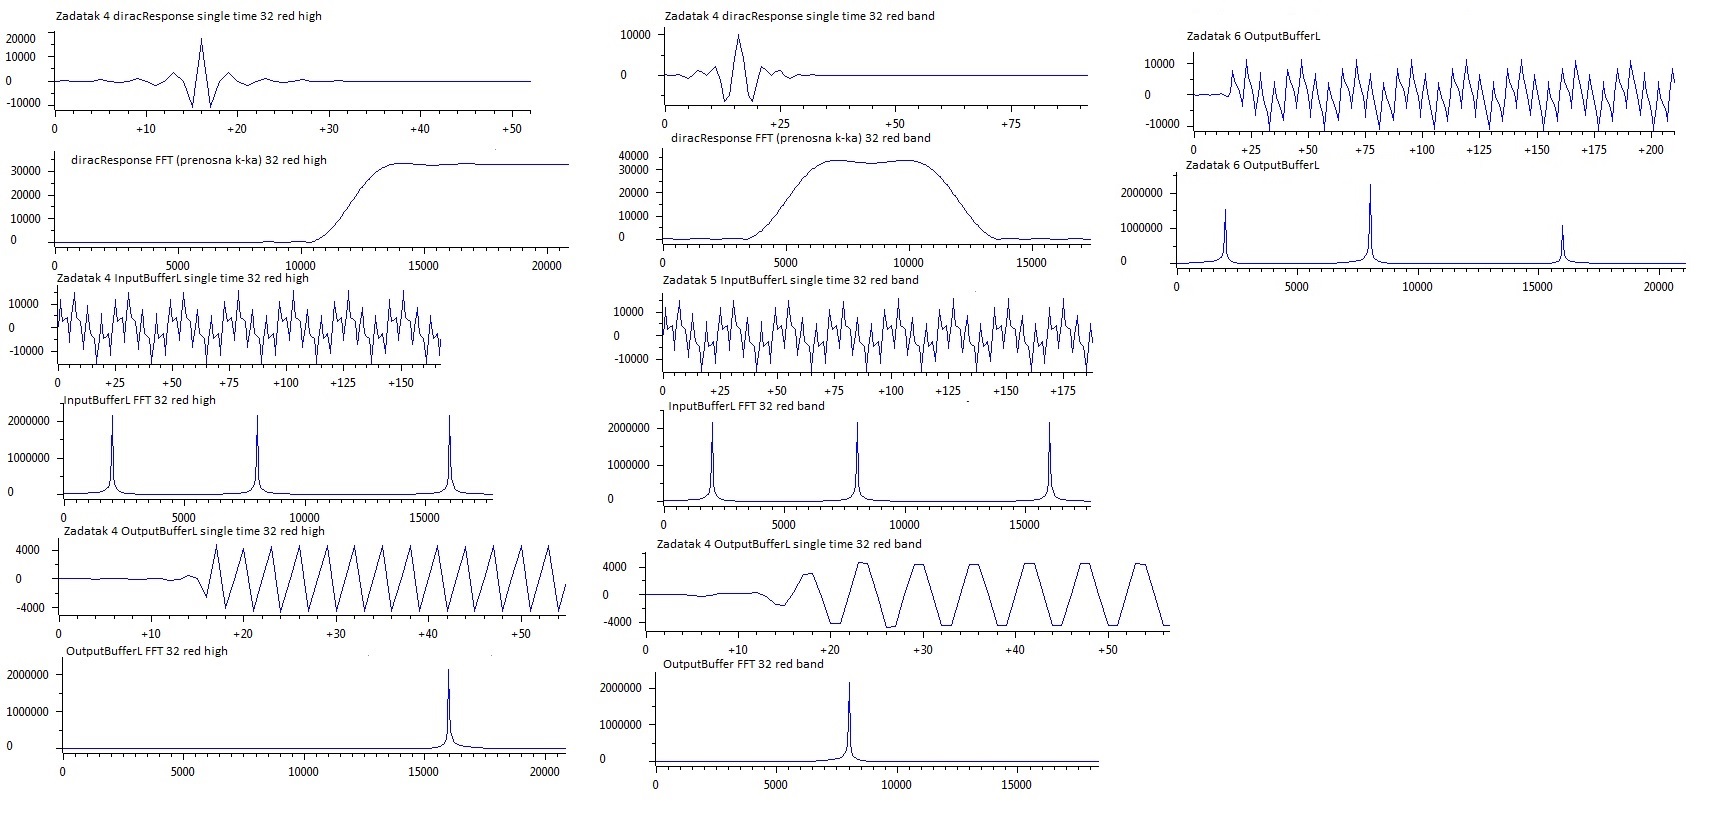 Zadatak 4 diracResponse single time 32 red high
20000
10000
0
-10000
0 +10 +20 +30 +40 +50
diracResponse FFT (prenosna k-ka) 32 red high
30000
20000
10000
0
0 5000 10000 15000 20000
Zadatak 4 InputBufferL single time 32 red high
10000
0
-10000
0 +25 +50 +75 +100 +125 +150
InputBufferL FFT 32 red high
2000000
1000000
0
0 5000 10000 15000
Zadatak 4 OutputBufferL single time 32 red high
4000
0
-4000
0 +10 +20 +30 +40 +50
OutputBufferL FFT 32 red high
2000000
1000000
0
0 5000 10000 15000 20000
Zadatak 4 diracResponse single time 32 red band
10000
0
0 +25 +50 +75
diracResponse FFT (prenosna k-ka) 32 red band
40000
30000
20000
10000
0
0 5000 10000 15000
Zadatak 5 InputBufferL single time 32 red band
10000
0
-10000
0 +25 +50 +75 +100 +125 +150 +175
InputBufferL FFT 32 red band
2000000
1000000
0
0 5000 10000 15000
Zadatak 4 OutputBufferL single time 32 red band
4000
0
-4000
0 +10 +20 +30 +40 +50
OutputBuffer FFT 32 red band
2000000
1000000
0
0 5000 10000 15000
Zadatak 6 OutputBufferL
10000
0
-10000
0 +25 +50 +75 +100 +125 +150 +175 +200
Zadatak 6 OutputBufferL
2000000
1000000
0
0 5000 10000 15000 20000